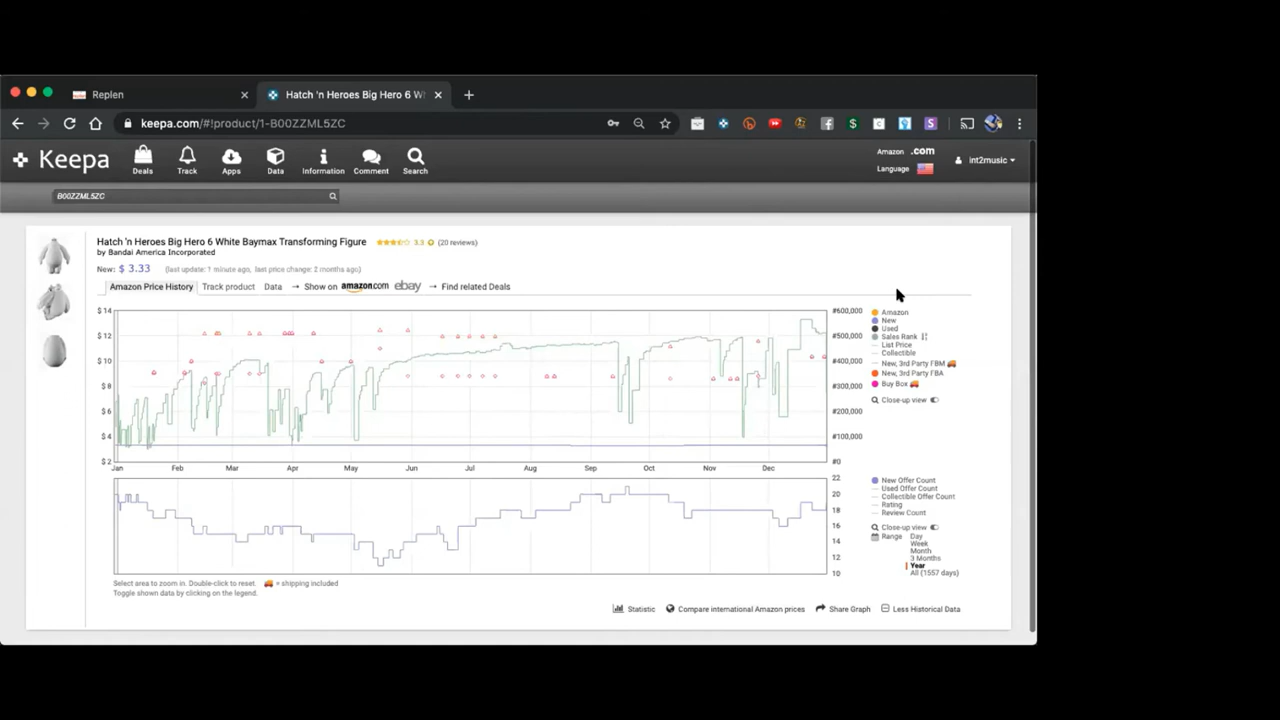 Replen
Hatch 'n Heroes Big Hero 6 W
keepa.com/#!product/1-B00ZZML5ZC
Keepa
Deals
Track
Apps
Data
Information
Comment
Search
Amazon .com
Language
int2music
B00ZZML5ZC
Hatch 'n Heroes Big Hero 6 White Baymax Transforming Figure 3.3 (20 reviews)
by Bandai America Incorporated
New: $ 3.33 (last update: 1 minute ago, last price change: 2 months ago)
Amazon Price History Track product Data → Show on amazon.com ebay → Find related Deals
$ 14
$ 12
$ 10
$ 8
$ 6
$ 4
$ 2
#600,000
#500,000
#400,000
#300,000
#200,000
#100,000
#0
Jan Feb Mar Apr May Jun Jul Aug Sep Oct Nov Dec
Amazon
New
Used
Sales Rank
List Price
Collectible
New, 3rd Party FBM
New, 3rd Party FBA
Buy Box
Close-up view
22
20
18
16
14
12
10
New Offer Count
Used Offer Count
Collectible Offer Count
Rating
Review Count
Close-up view
Range Day
Week
Month
3 Months
Year
All (1557 days)
Select area to zoom in. Double-click to reset. = shipping included
Toggle shown data by clicking on the legend.
Statistic Compare international Amazon prices Share Graph Less Historical Data